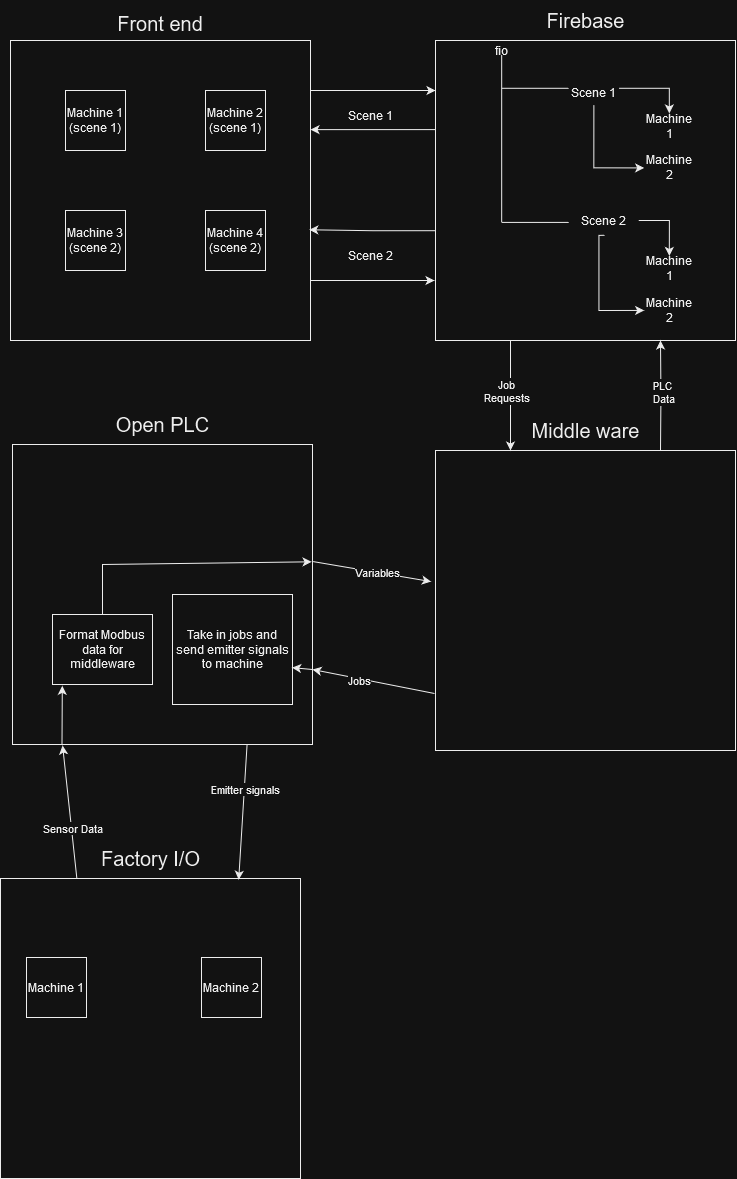 Front end
Firebase
Machine 1
(scene 1)
Machine 2
(scene 1)
Machine 3
(scene 2)
Machine 4
(scene 2)
Scene 1
Scene 2
fio
Scene 1
Machine
1
Machine
2
Scene 2
Machine
1
Machine
2
Job
Requests
PLC
Data
Open PLC
Middle ware
Format Modbus
data for
middleware
Take in jobs and
send emitter signals
to machine
Variables
Jobs
Sensor Data
Emitter signals
Factory I/O
Machine 1
Machine 2